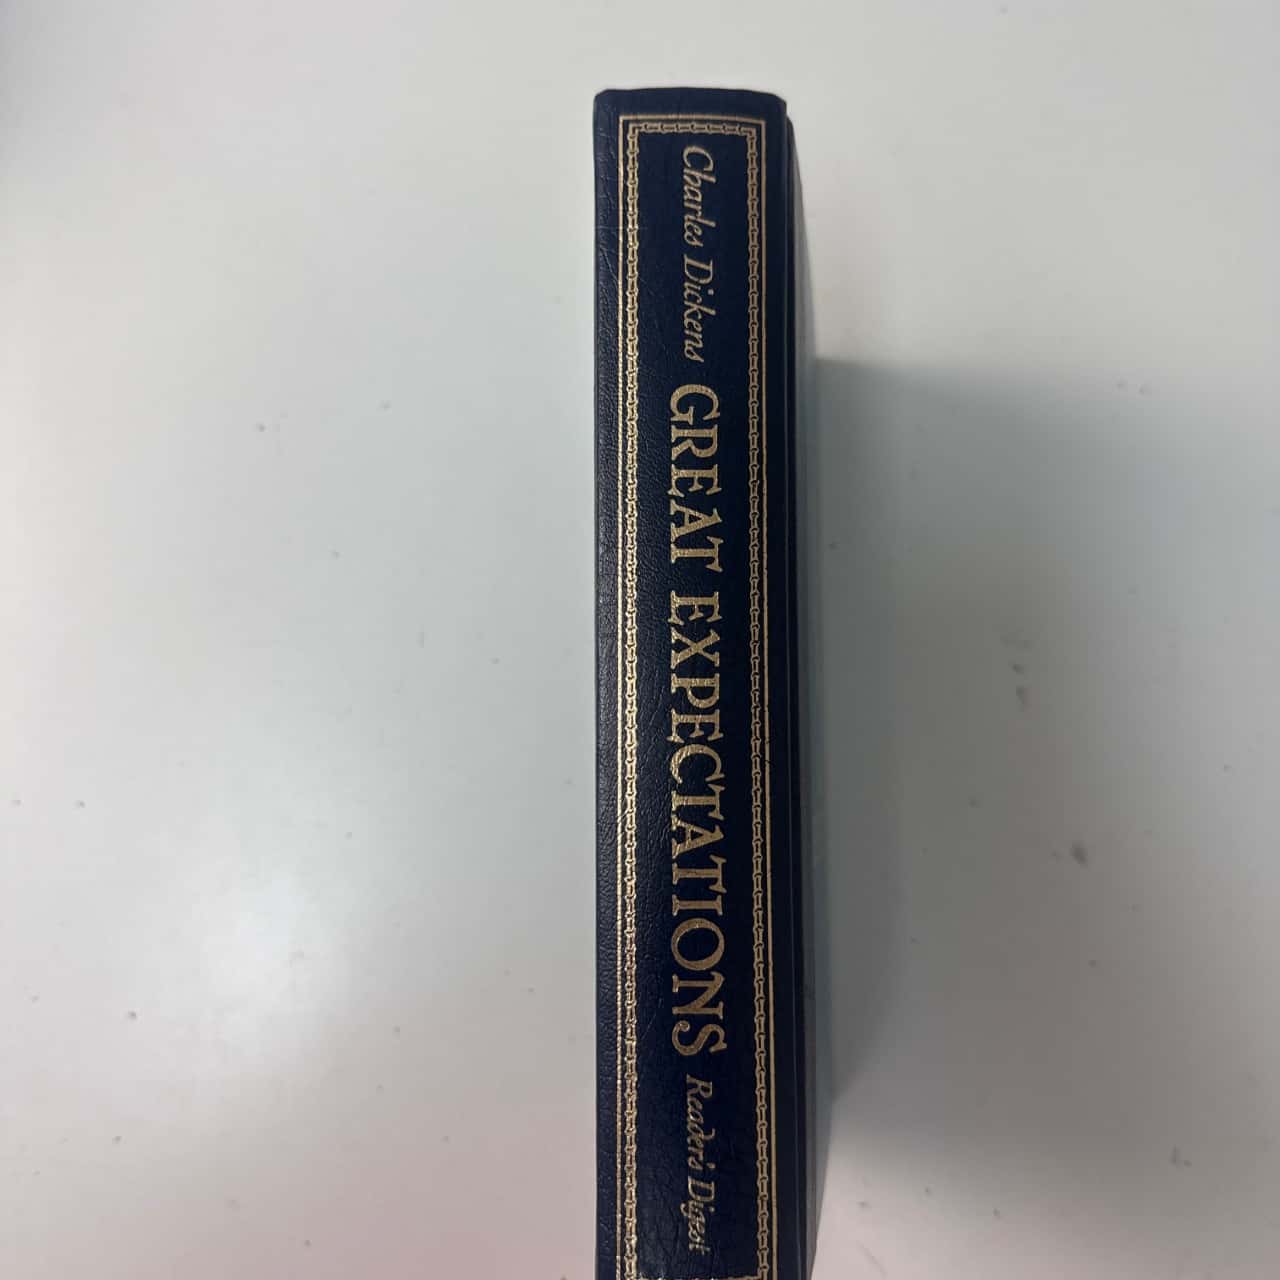 Charles Dickens GREAT EXPECTATIONS Reader's Digest